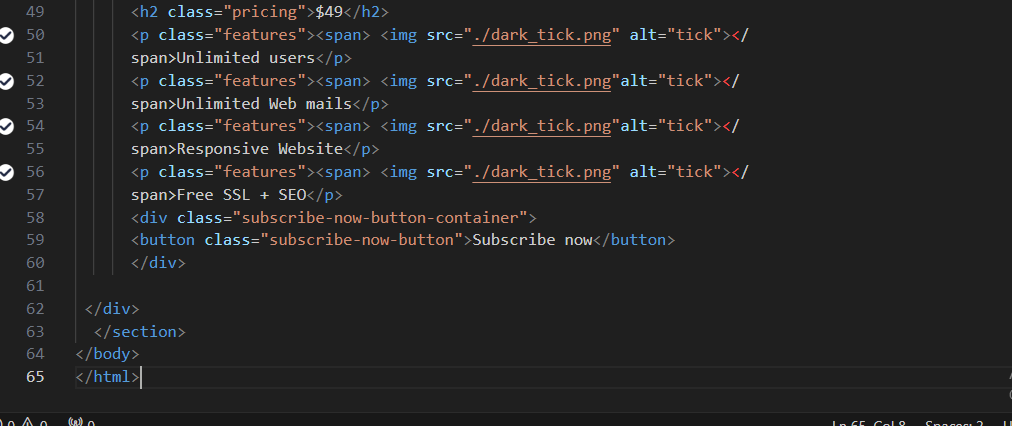 49 <h2 class="pricing">$49</h2>
50 <p class="features"><span> <img src="./dark_tick.png" alt="tick"></
51 span>Unlimited users</p>
52 <p class="features"><span> <img src="./dark_tick.png"alt="tick"></
53 span>Unlimited Web mails</p>
54 <p class="features"><span> <img src="./dark_tick.png"alt="tick"></
55 span>Responsive Website</p>
56 <p class="features"><span> <img src="./dark_tick.png" alt="tick"></
57 span>Free SSL + SEO</p>
58 <div class="subscribe-now-button-container">
59 <button class="subscribe-now-button">Subscribe now</button>
60 </div>
61
62 </div>
63 </section>
64 </body>
65 </html>
0 0 0 Ln 65, Col 8 Spaces: 2